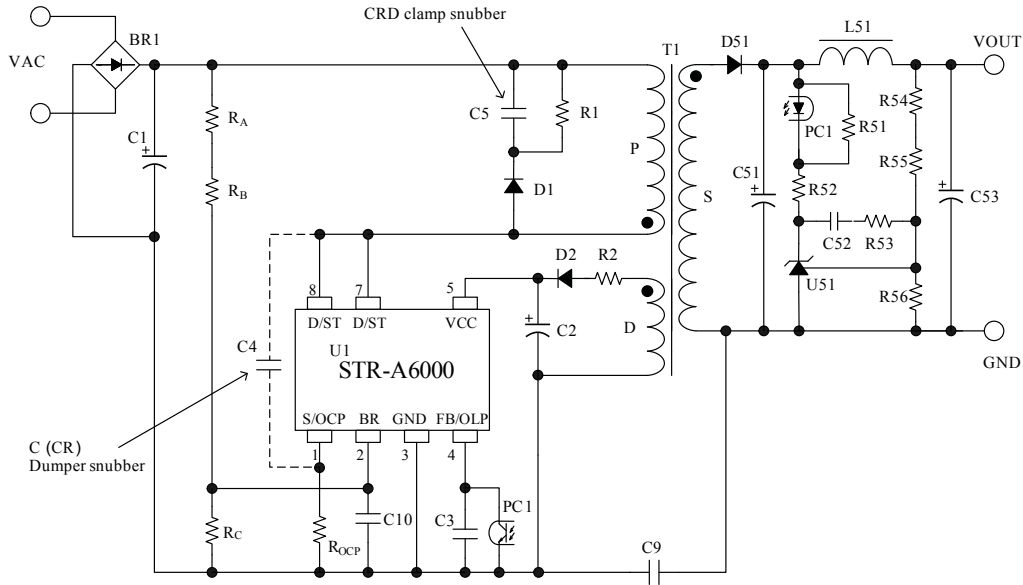 CRD clamp snubber
VAC
BR1
C1
RA
RB
C5
R1
D1
P
T1
S
D51
L51
VOUT
PC1
R51
R54
R55
C51
R52
C52
R53
C53
U51
R56
GND
D2
R2
C2
D
C4
8
7
5
D/ST
D/ST
VCC
U1
STR-A6000
S/OCP
BR
GND
FB/OLP
1
2
3
4
C (CR)
Dumper snubber
RC
ROCP
C10
C3
PC1
C9